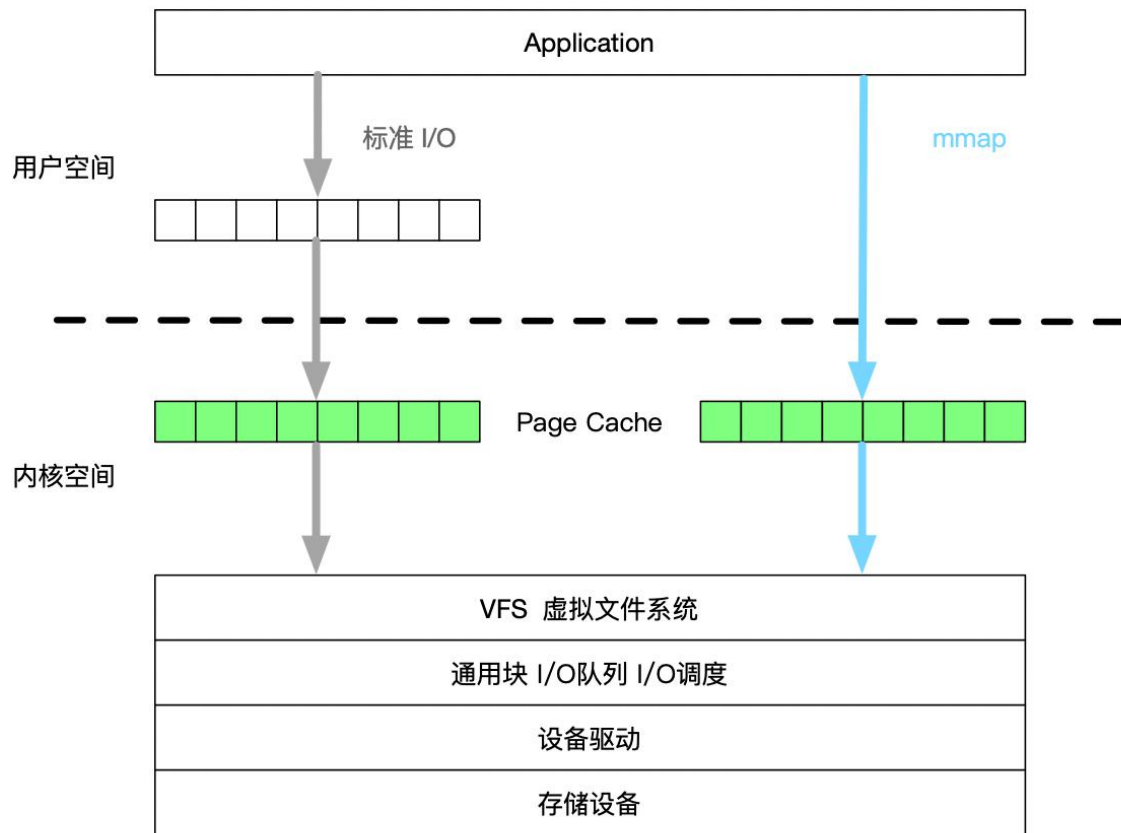 Application
标准 I/O
mmap
用户空间
Page Cache
内核空间
VFS 虚拟文件系统
通用块 I/O队列 I/O调度
设备驱动
存储设备